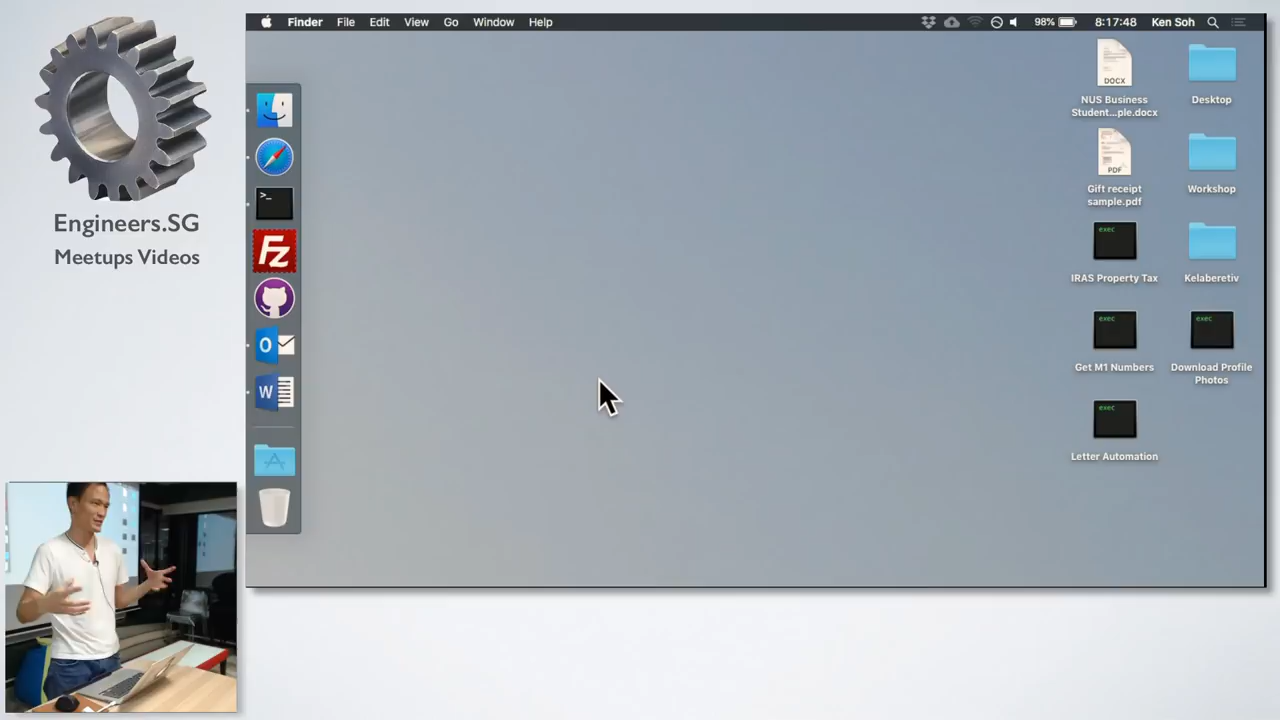 Engineers.SG
Meetups Videos
Finder File Edit View Go Window Help
98% 8:17:48 Ken Soh
DOCX
NUS Business
Student...ple.docx
Desktop
PDF
Gift receipt
sample.pdf
Workshop
exec
IRAS Property Tax
Kelaberetiv
exec
Get M1 Numbers
exec
Download Profile
Photos
exec
Letter Automation
>_
Fz
O
W